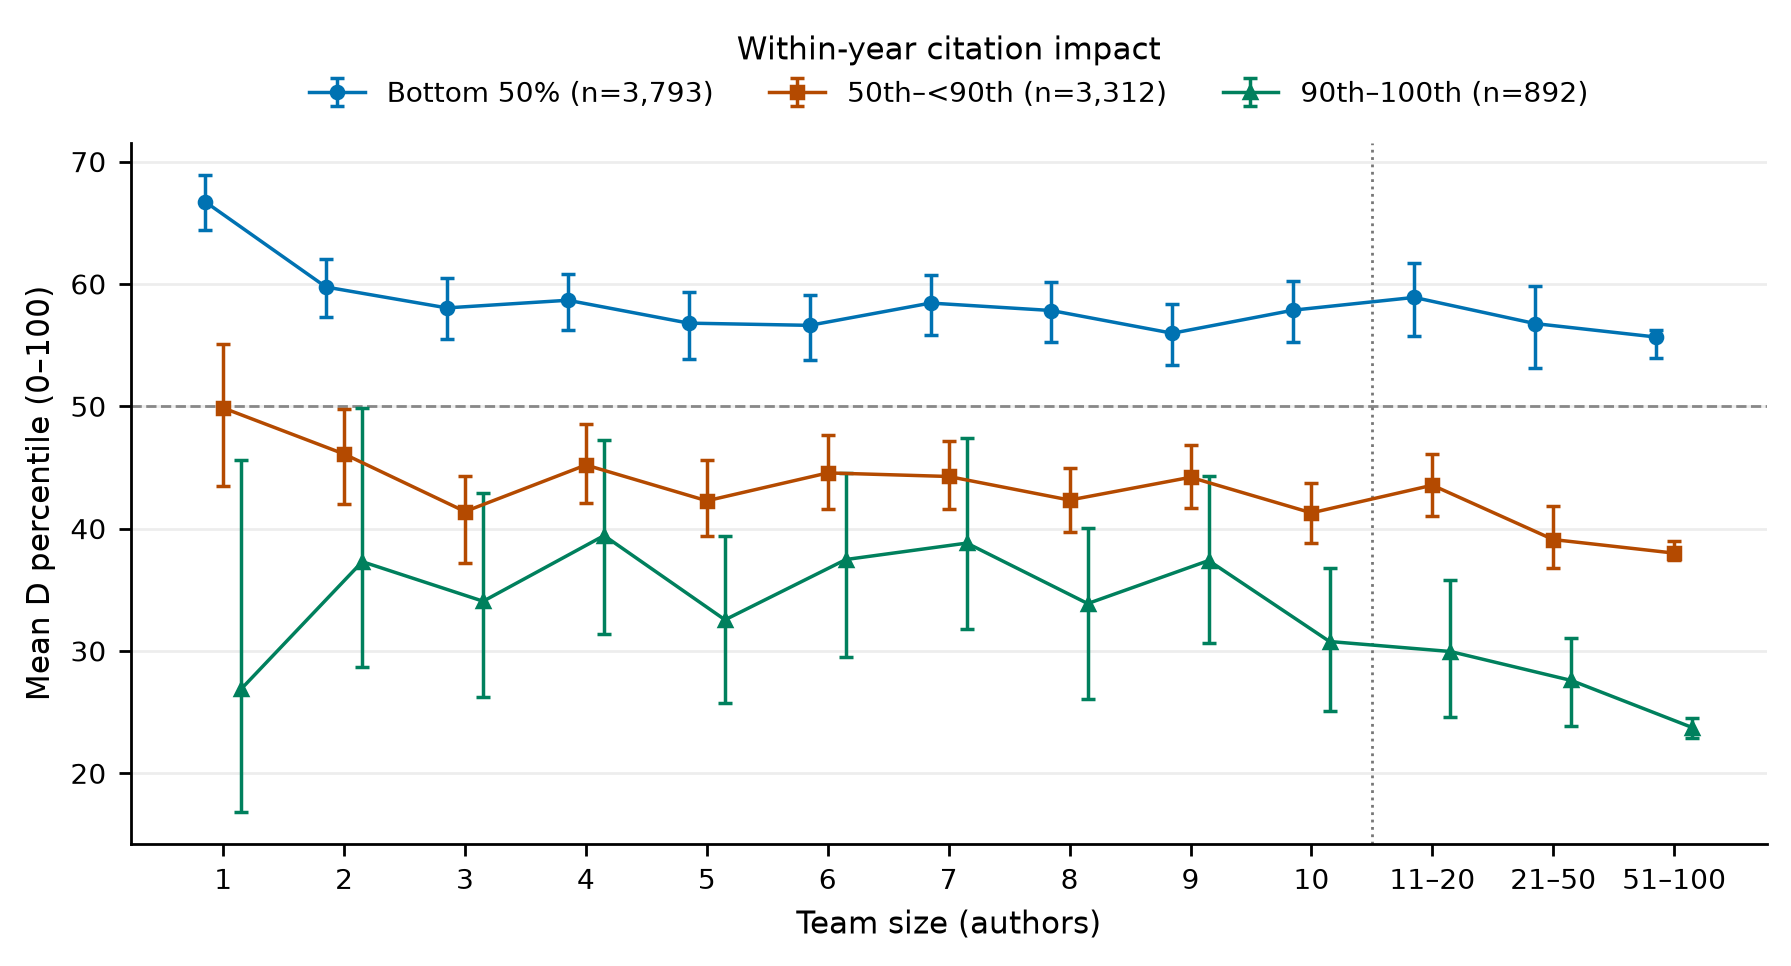 Within-year citation impact
Bottom 50% (n=3,793) 50th–<90th (n=3,312) 90th–100th (n=892)
70
60
50
40
30
20
Mean D percentile (0–100)
1 2 3 4 5 6 7 8 9 10 11–20 21–50 51–100
Team size (authors)